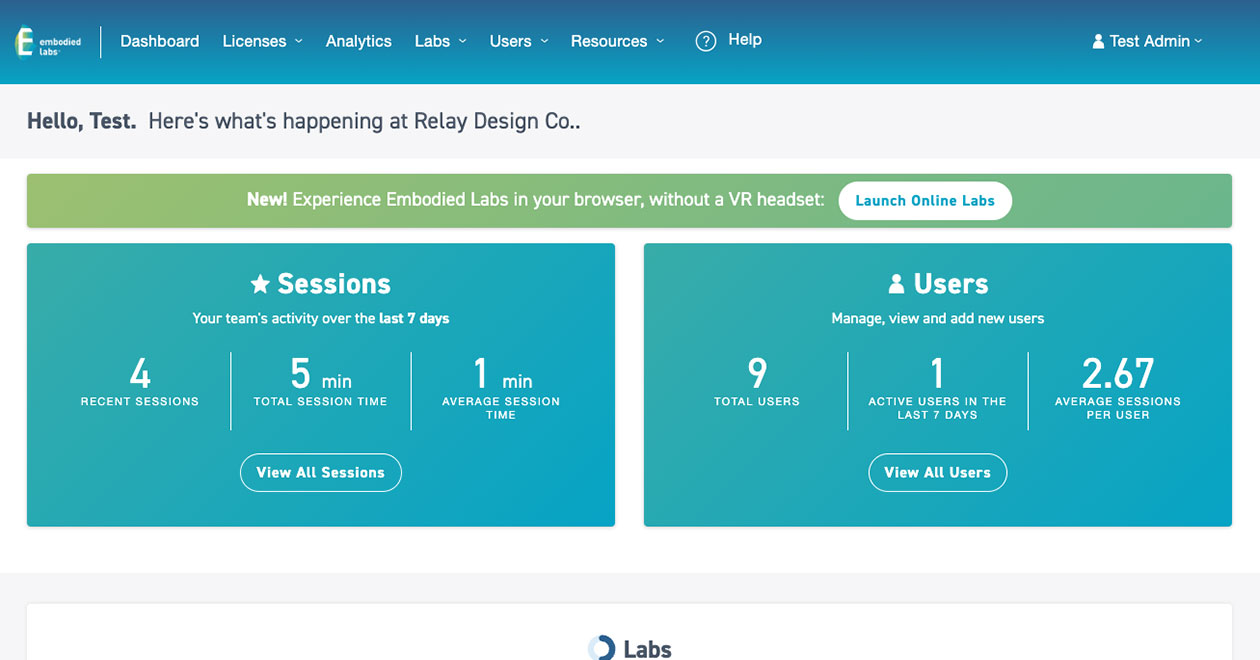 embodied
labs™
Dashboard Licenses Analytics Labs Users Resources ? Help Test Admin
Hello, Test. Here's what's happening at Relay Design Co..
New! Experience Embodied Labs in your browser, without a VR headset: Launch Online Labs
Sessions
Your team's activity over the last 7 days
4
RECENT SESSIONS
5 min
TOTAL SESSION TIME
1 min
AVERAGE SESSION
TIME
View All Sessions
Users
Manage, view and add new users
9
TOTAL USERS
1
ACTIVE USERS IN THE
LAST 7 DAYS
2.67
AVERAGE SESSIONS
PER USER
View All Users
Labs